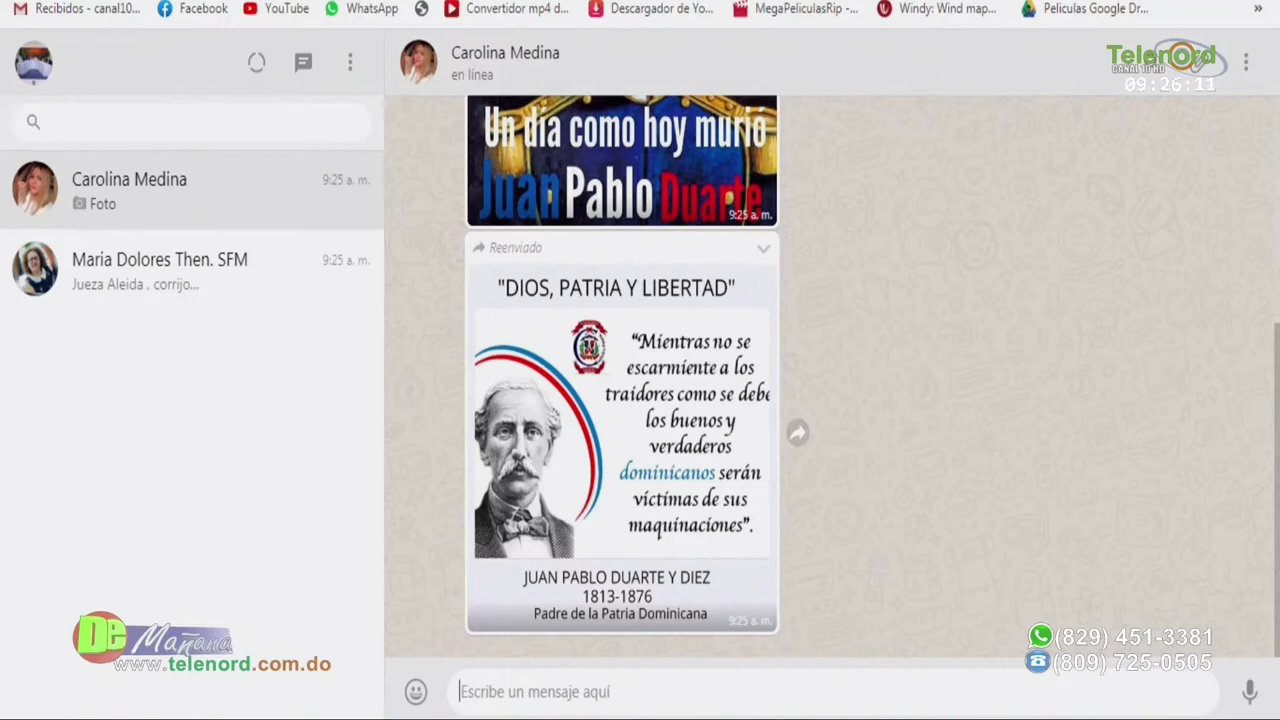 Recibidos - canal10...
Facebook
YouTube
WhatsApp
Convertidor mp4 d...
Descargador de Yo...
MegaPeliculasRip -...
Windy: Wind map...
Peliculas Google Dr...
»
Carolina Medina
en línea
Telenord
CANAL 10 HD
09:26:11
Carolina Medina
9:25 a. m.
Foto
Maria Dolores Then. SFM
9:25 a. m.
Jueza Aleida , corrijo...
Un día como hoy murió
Juan Pablo Duarte
9:25 a. m.
Reenviado
"DIOS, PATRIA Y LIBERTAD"
“Mientras no se
escarmiente a los
traidores como se debe
los buenos y
verdaderos
dominicanos serán
víctimas de sus
maquinaciones”.
JUAN PABLO DUARTE Y DIEZ
1813-1876
Padre de la Patria Dominicana
9:25 a. m.
De Mañana
www.telenord.com.do
(829) 451-3381
(809) 725-0505
Escribe un mensaje aquí